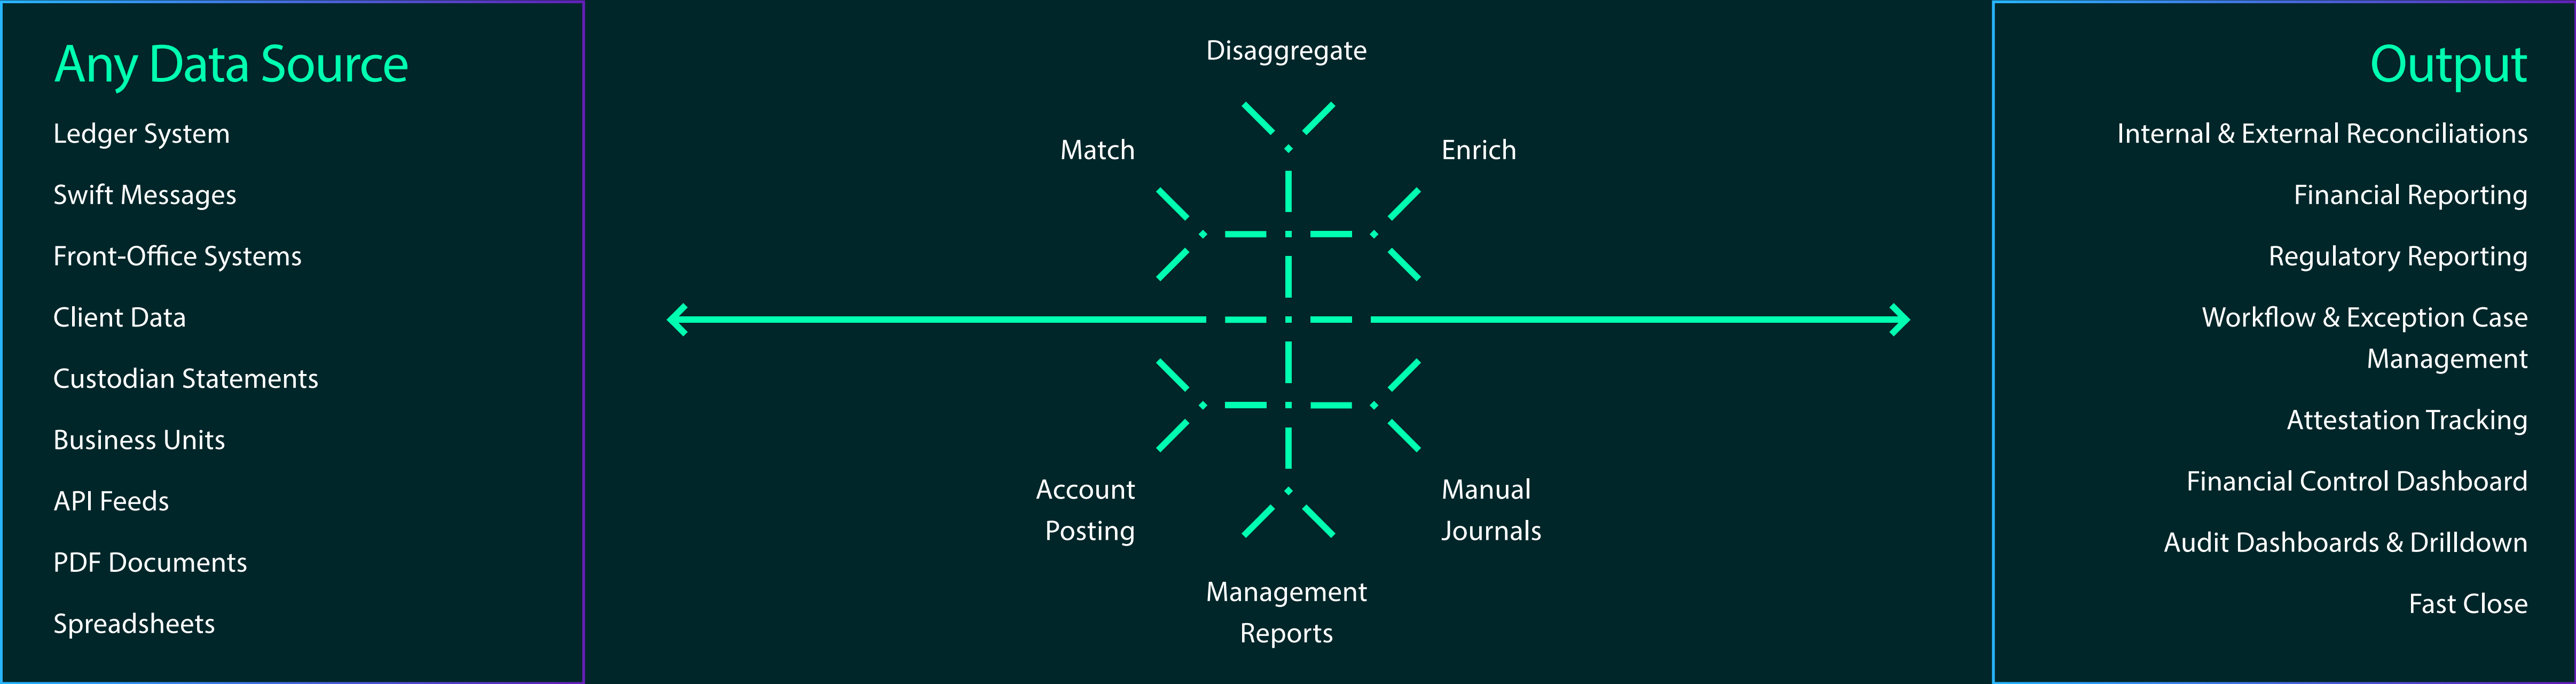 Any Data Source
Ledger System
Swift Messages
Front-Office Systems
Client Data
Custodian Statements
Business Units
API Feeds
PDF Documents
Spreadsheets
Disaggregate
Match
Enrich
Account
Posting
Manual
Journals
Management
Reports
Output
Internal & External Reconciliations
Financial Reporting
Regulatory Reporting
Workflow & Exception Case
Management
Attestation Tracking
Financial Control Dashboard
Audit Dashboards & Drilldown
Fast Close